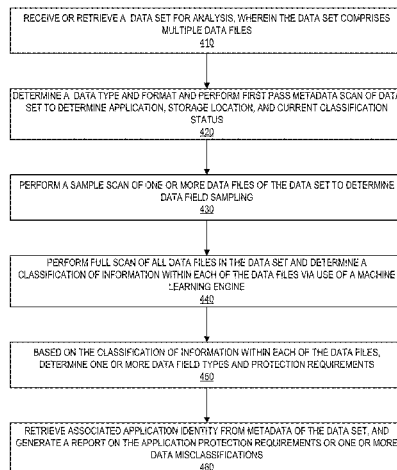 RECEIVE OR RETRIEVE A DATA SET FOR ANALYSIS, WHEREIN THE DATA SET COMPRISES
MULTIPLE DATA FILES
410
DETERMINE A DATA TYPE AND FORMAT AND PERFORM FIRST PASS METADATA SCAN OF DATA
SET TO DETERMINE APPLICATION, STORAGE LOCATION, AND CURRENT CLASSIFICATION
STATUS
420
PERFORM A SAMPLE SCAN OF ONE OR MORE DATA FILES OF THE DATA SET TO DETERMINE
DATA FIELD SAMPLING
430
PERFORM FULL SCAN OF ALL DATA FILES IN THE DATA SET AND DETERMINE A
CLASSIFICATION OF INFORMATION WITHIN EACH OF THE DATA FILES VIA USE OF A MACHINE
LEARNING ENGINE
440
BASED ON THE CLASSIFICATION OF INFORMATION WITHIN EACH OF THE DATA FILES,
DETERMINE ONE OR MORE DATA FIELD TYPES AND PROTECTION REQUIREMENTS
450
RETRIEVE ASSOCIATED APPLICATION IDENTITY FROM METADATA OF THE DATA SET, AND
GENERATE A REPORT ON THE APPLICATION PROTECTION REQUIREMENTS OR ONE OR MORE
DATA MISCLASSIFICATIONS
460